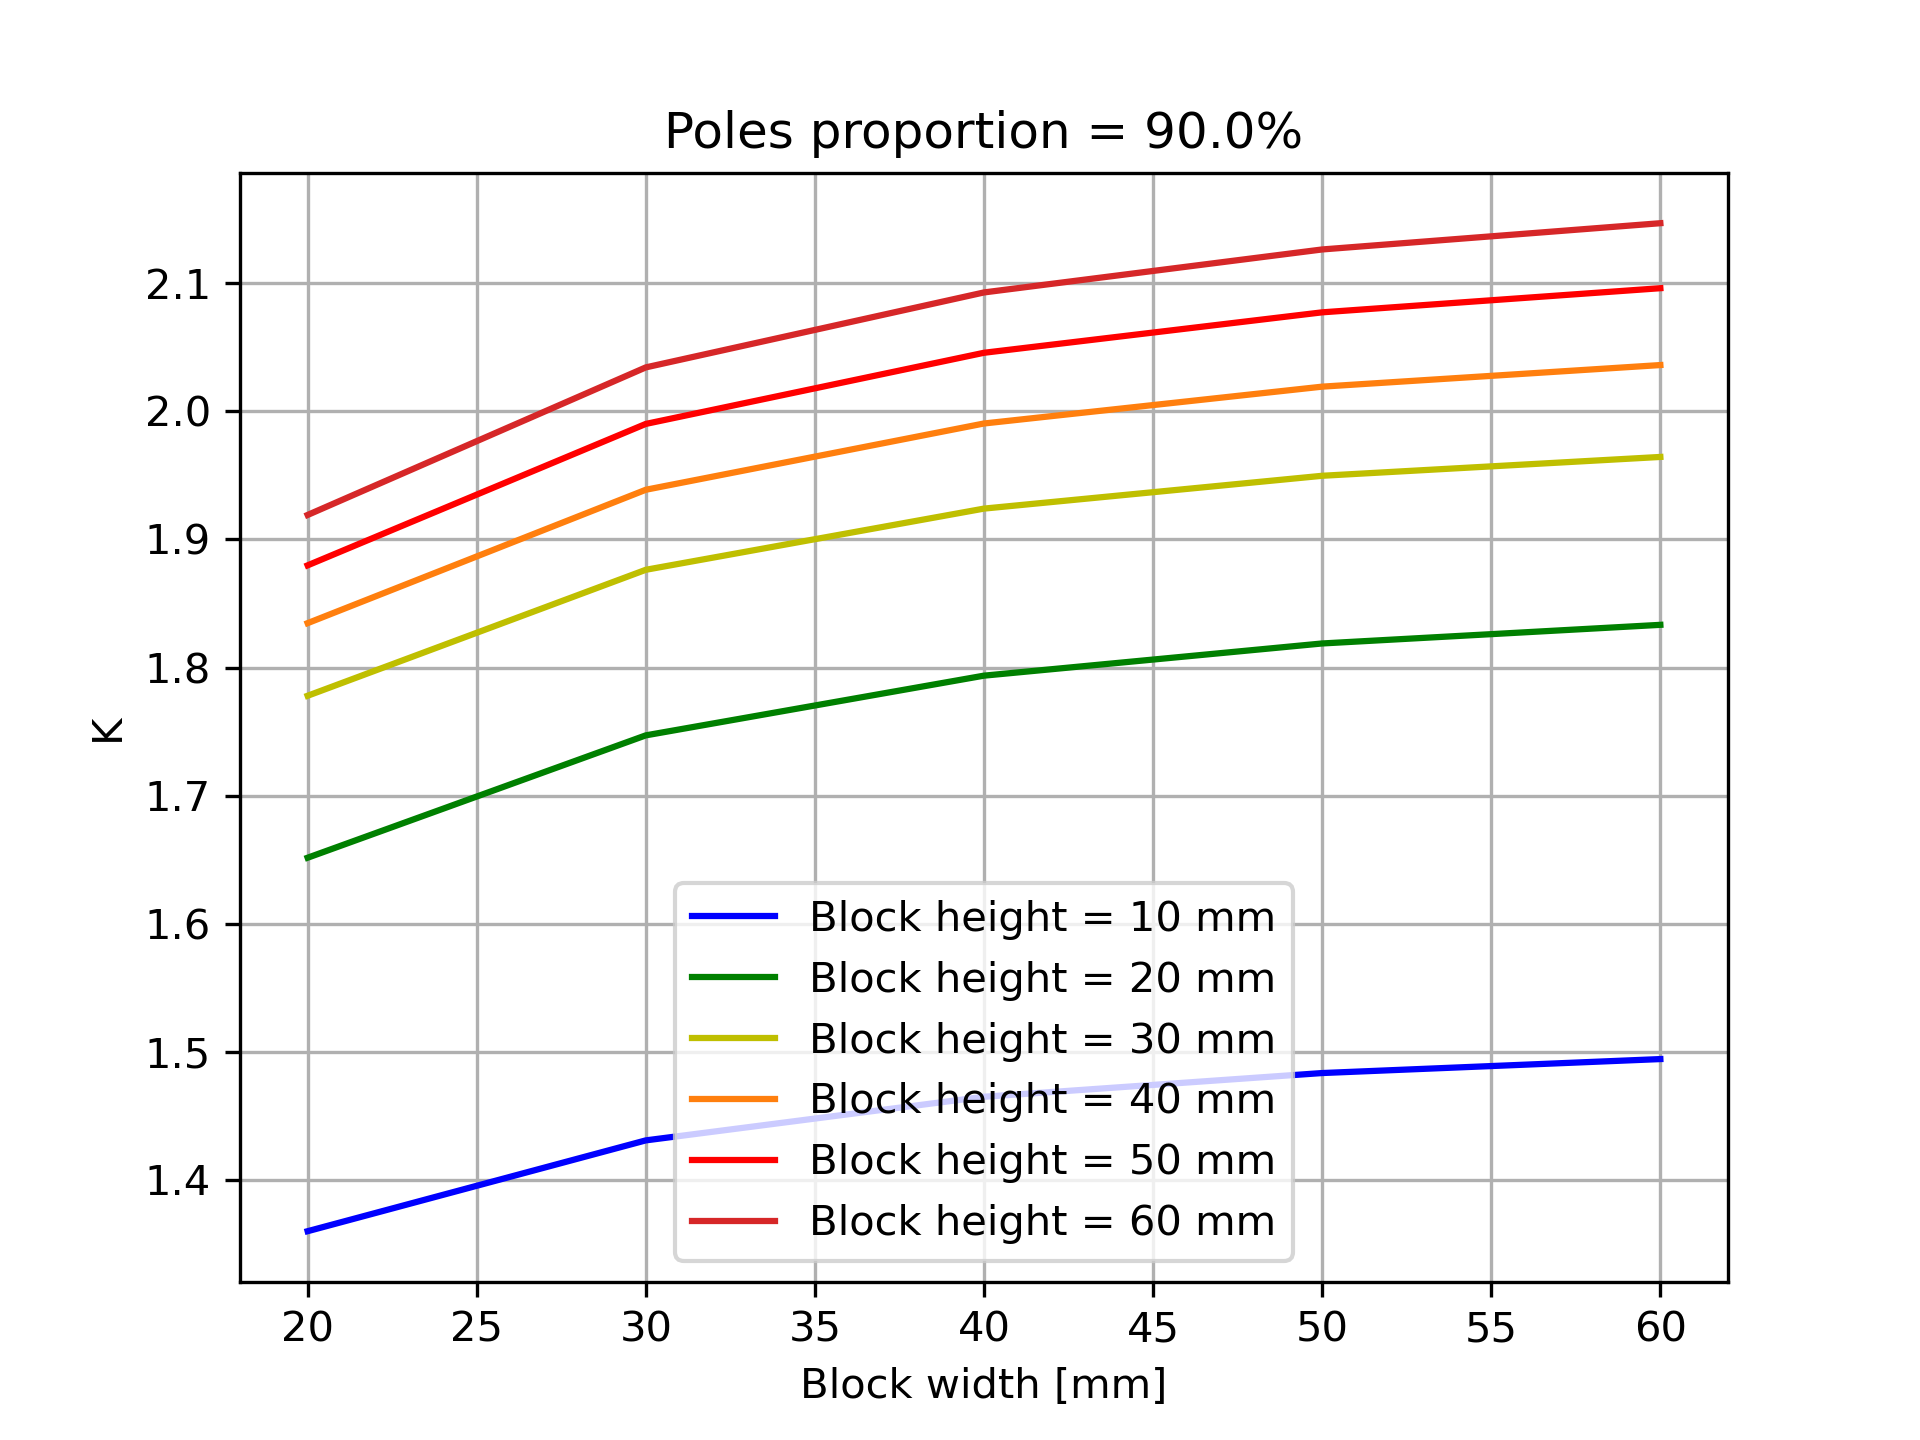 Poles proportion = 90.0%
K
2.1
2.0
1.9
1.8
1.7
1.6
1.5
1.4
Block height = 10 mm
Block height = 20 mm
Block height = 30 mm
Block height = 40 mm
Block height = 50 mm
Block height = 60 mm
20 25 30 35 40 45 50 55 60
Block width [mm]